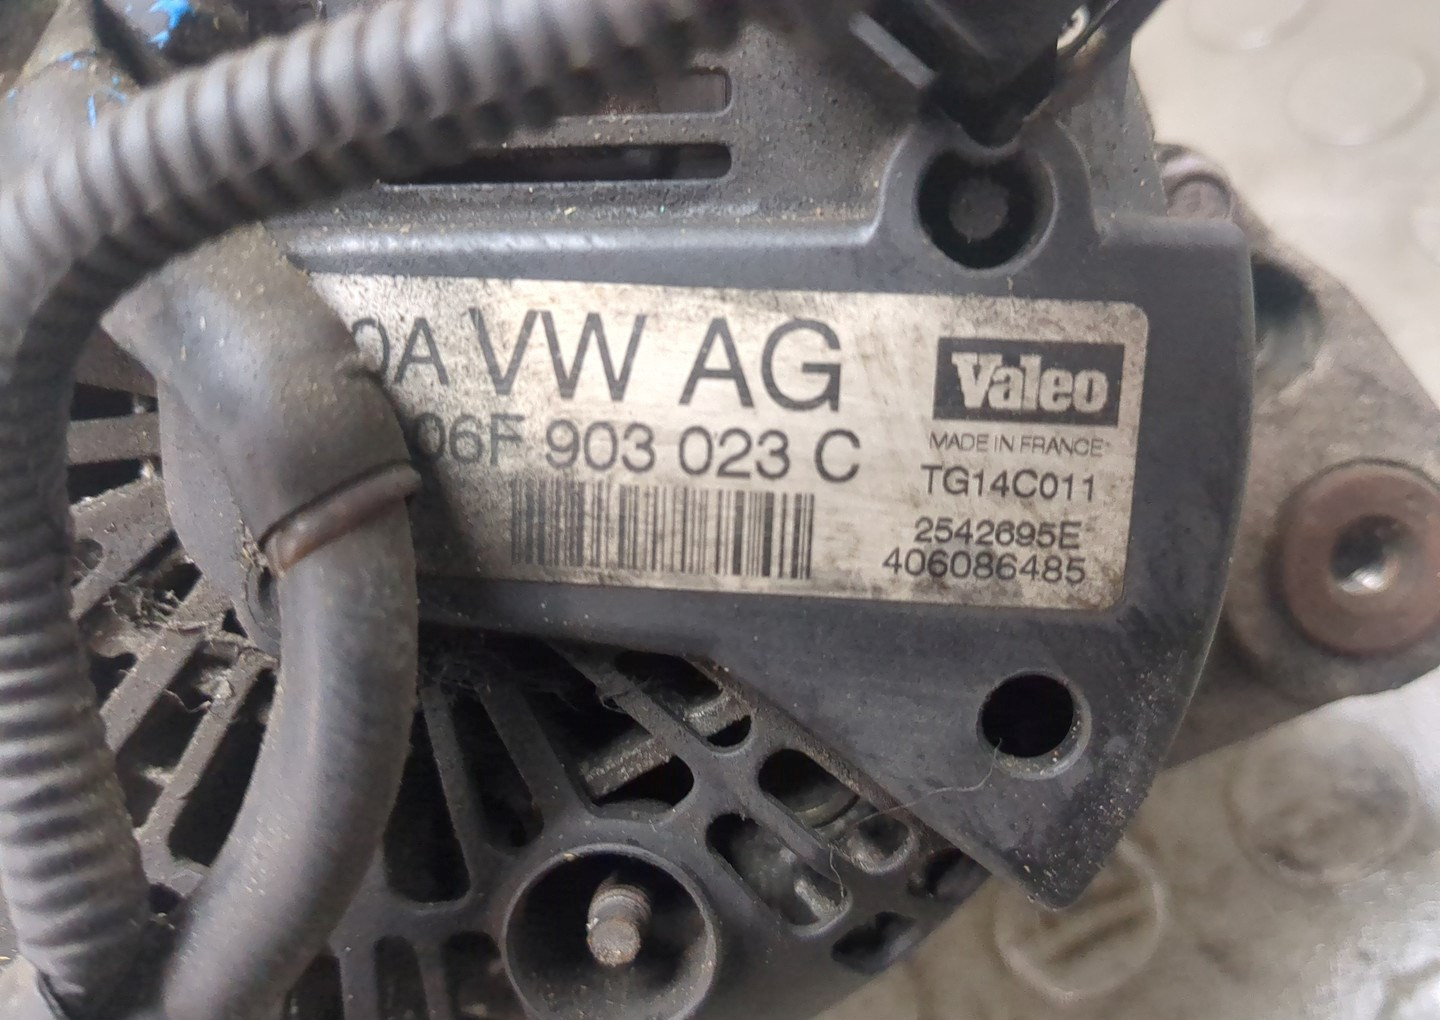 0A VW AG
06F 903 023 C
Valeo
MADE IN FRANCE
TG14C011
2542695E
406086485